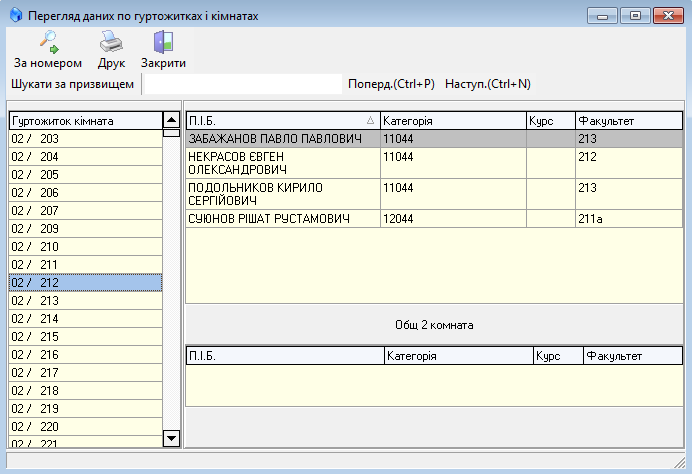 Перегляд даних по гуртожитках і кімнатах
За номером Друк Закрити
Шукати за призвищем Поперд.(Ctrl+P) Наступ.(Ctrl+N)
Гуртожиток кімната
02 / 203
02 / 204
02 / 205
02 / 206
02 / 207
02 / 209
02 / 210
02 / 211
02 / 212
02 / 213
02 / 214
02 / 215
02 / 216
02 / 217
02 / 218
02 / 219
02 / 220
02 / 221
П.І.Б. Категорія Курс Факультет
ЗАБАЖАНОВ ПАВЛО ПАВЛОВИЧ 11044 213
НЕКРАСОВ ЄВГЕН 11044 212
ОЛЕКСАНДРОВИЧ
ПОДОЛЬНИКОВ КИРИЛО 11044 213
СЕРГІЙОВИЧ
СУЮНОВ РІШАТ РУСТАМОВИЧ 12044 211а
Общ 2 комната
П.І.Б. Категорія Курс Факультет